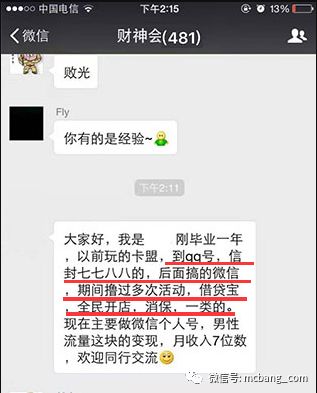 中国电信
下午2:15
13%
微信
财神会(481)
败光
Fly
你有的是经验~
下午2:11
大家好，我是 刚毕业一年
，以前玩的卡盟，到qq号，信
封七七八八的，后面搞的微信
，期间撸过多次活动，借贷宝
，全民开店，消保，一类的。
现在主要做微信个人号，男性
流量这块的变现，月收入7位数
，欢迎同行交流
微信号: mcbang_com